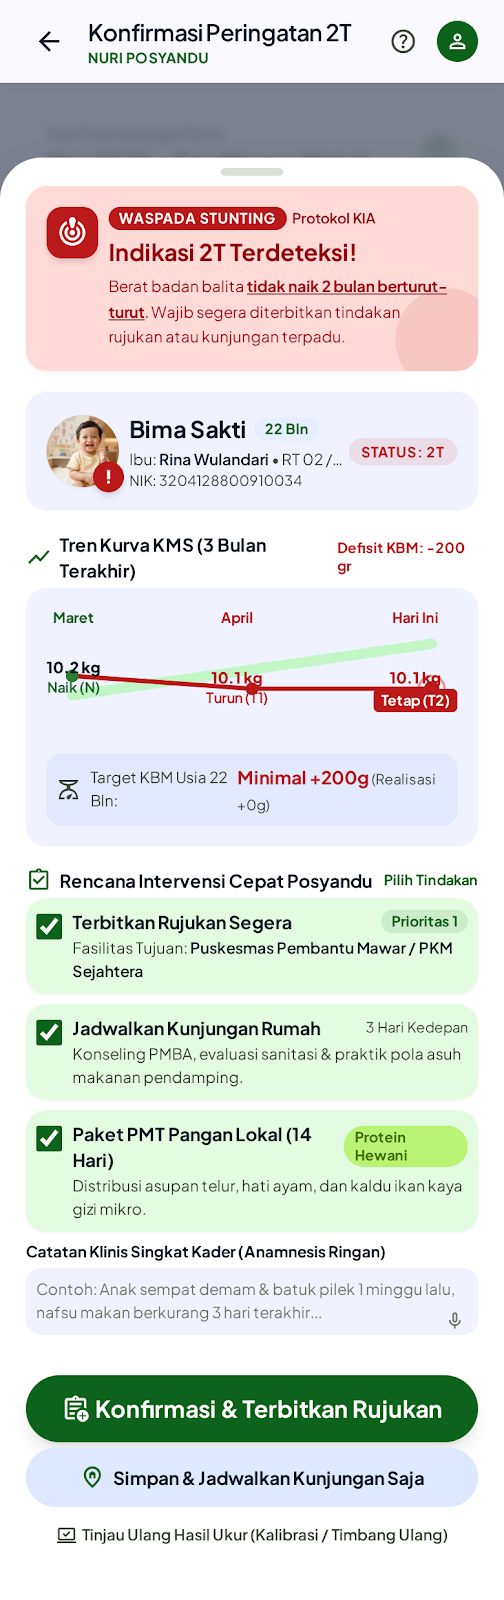 Konfirmasi Peringatan 2T
NURI POSYANDU
WASPADA STUNTING Protokol KIA
Indikasi 2T Terdeteksi!
Berat badan balita tidak naik 2 bulan berturut-
turut. Wajib segera diterbitkan tindakan
rujukan atau kunjungan terpadu.
Bima Sakti 22 Bln
Ibu: Rina Wulandari • RT 02 /...
STATUS: 2T
NIK: 3204128800910034
Tren Kurva KMS (3 Bulan
Terakhir)
Defisit KBM: -200
gr
Maret April Hari Ini
10.2 kg 10.1 kg 10.1 kg
Naik (N) Turun (T1) Tetap (T2)
Target KBM Usia 22
Bln:
Minimal +200g (Realisasi
+0g)
Rencana Intervensi Cepat Posyandu Pilih Tindakan
Terbitkan Rujukan Segera Prioritas 1
Fasilitas Tujuan: Puskesmas Pembantu Mawar / PKM
Sejahtera
Jadwalkan Kunjungan Rumah 3 Hari Kedepan
Konseling PMBA, evaluasi sanitasi & praktik pola asuh
makanan pendamping.
Paket PMT Pangan Lokal (14
Hari)
Protein
Hewani
Distribusi asupan telur, hati ayam, dan kaldu ikan kaya
gizi mikro.
Catatan Klinis Singkat Kader (Anamnesis Ringan)
Contoh: Anak sempat demam & batuk pilek 1 minggu lalu,
nafsu makan berkurang 3 hari terakhir...
Konfirmasi & Terbitkan Rujukan
Simpan & Jadwalkan Kunjungan Saja
Tinjau Ulang Hasil Ukur (Kalibrasi / Timbang Ulang)